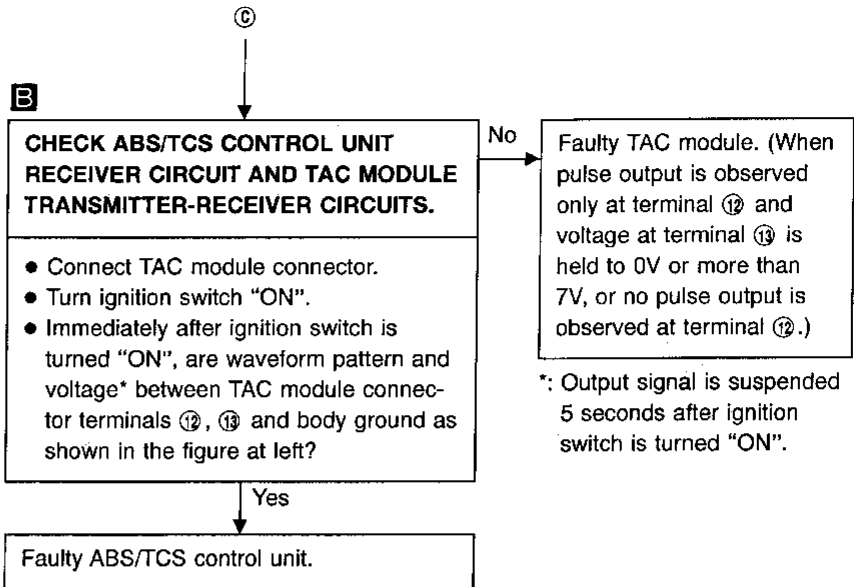 Ⓒ
B
CHECK ABS/TCS CONTROL UNIT
RECEIVER CIRCUIT AND TAC MODULE
TRANSMITTER-RECEIVER CIRCUITS.
● Connect TAC module connector.
● Turn ignition switch “ON”.
● Immediately after ignition switch is
turned “ON”, are waveform pattern and
voltage* between TAC module connec-
tor terminals ⑫, ⑬ and body ground as
shown in the figure at left?
No
Faulty TAC module. (When
pulse output is observed
only at terminal ⑫ and
voltage at terminal ⑬ is
held to 0V or more than
7V, or no pulse output is
observed at terminal ⑫.)
*: Output signal is suspended
5 seconds after ignition
switch is turned “ON”.
Yes
Faulty ABS/TCS control unit.